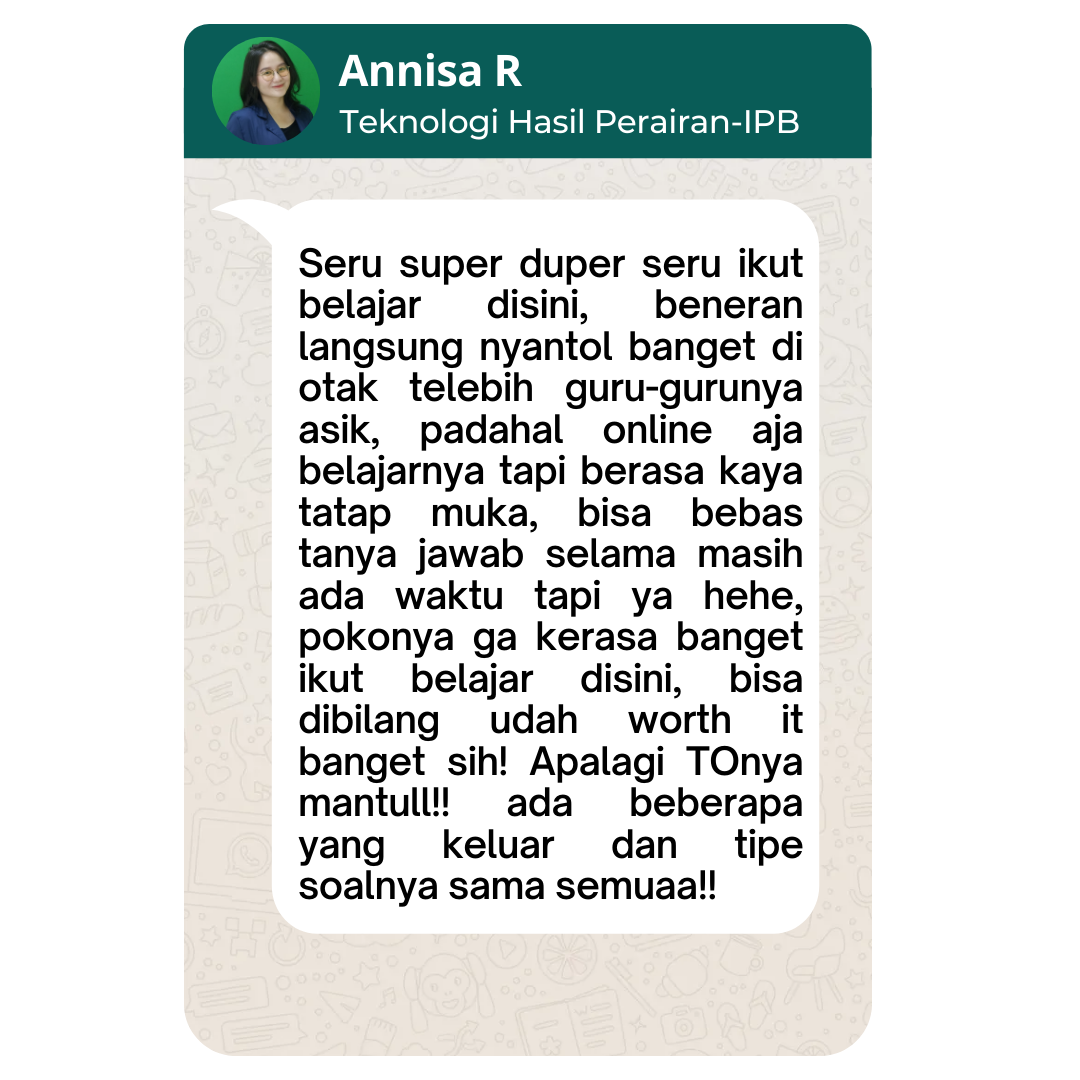 Annisa R
Teknologi Hasil Perairan-IPB
Seru super duper seru ikut
belajar disini, beneran
langsung nyantol banget di
otak telebih guru-gurunya
asik, padahal online aja
belajarnya tapi berasa kaya
tatap muka, bisa bebas
tanya jawab selama masih
ada waktu tapi ya hehe,
pokonya ga kerasa banget
ikut belajar disini, bisa
dibilang udah worth it
banget sih! Apalagi TOnya
mantull!! ada beberapa
yang keluar dan tipe
soalnya sama semuaa!!